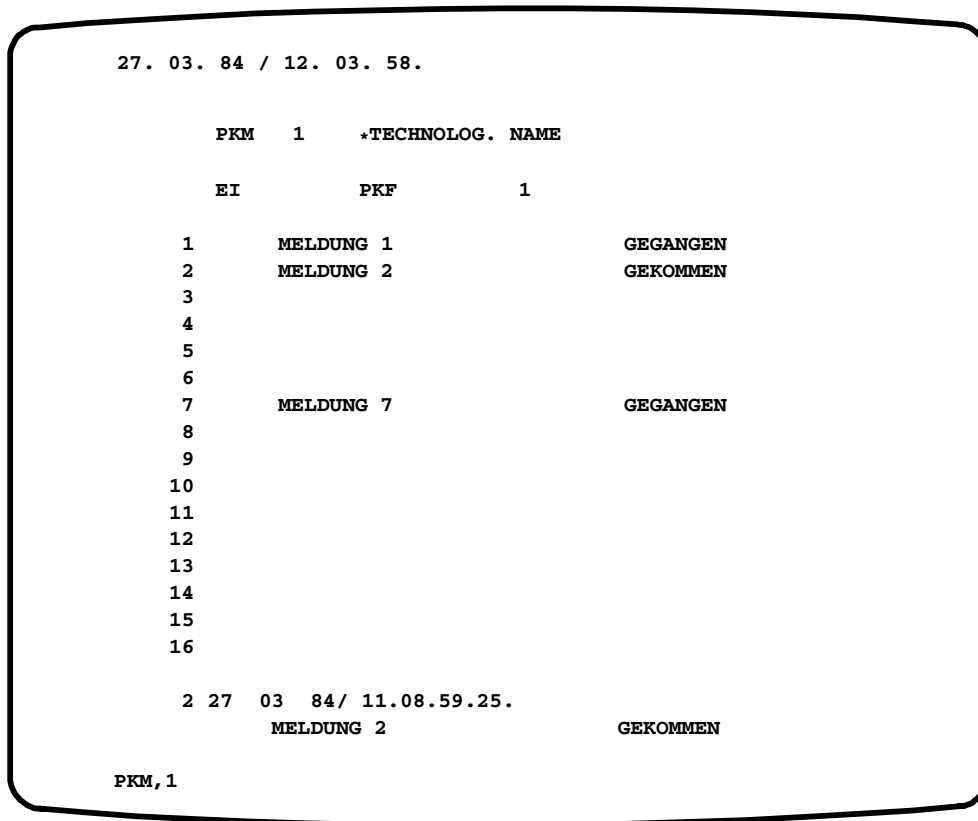 27. 03. 84 / 12. 03. 58.
PKM 1 *TECHNOLOG. NAME
EI PKF 1
1 MELDUNG 1 GEGANGEN
2 MELDUNG 2 GEKOMMEN
3
4
5
6
7 MELDUNG 7 GEGANGEN
8
9
10
11
12
13
14
15
16
2 27 03 84/ 11.08.59.25.
MELDUNG 2 GEKOMMEN
PKM,1